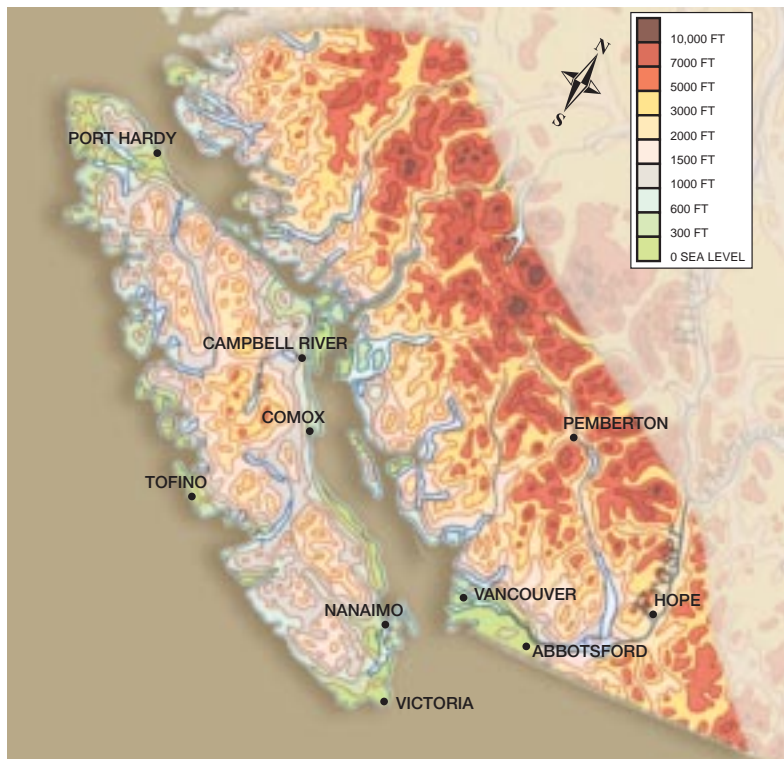 N
S
10,000 FT
7000 FT
5000 FT
3000 FT
2000 FT
1500 FT
1000 FT
600 FT
300 FT
0 SEA LEVEL
PORT HARDY
CAMPBELL RIVER
COMOX
PEMBERTON
TOFINO
VANCOUVER
HOPE
NANAIMO
ABBOTSFORD
VICTORIA